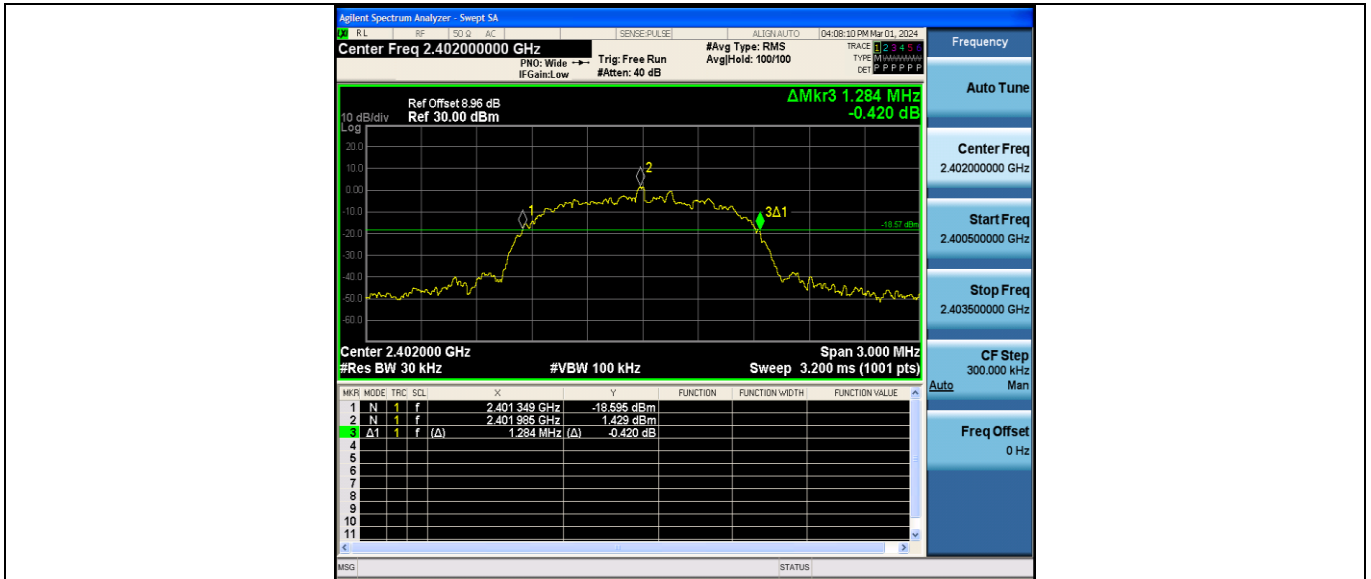 Agilent Spectrum Analyzer - Swept SA
LXI RL RF 50 Ω AC SENSE:PULSE ALIGN AUTO 04:08:10 PM Mar 01, 2024
Center Freq 2.402000000 GHz
PNO: Wide
IFGain:Low
Trig: Free Run
#Atten: 40 dB
#Avg Type: RMS
Avg|Hold: 100/100
TRACE 1 2 3 4 5 6
TYPE M
DET P P P P P P
ΔMkr3 1.284 MHz
-0.420 dB
Ref Offset 8.96 dB
10 dB/div Ref 30.00 dBm
Log
20.0
10.0
0.00
-10.0
-20.0
-30.0
-40.0
-50.0
-60.0
1
2
3Δ1
-18.57 dBm
Center 2.402000 GHz Span 3.000 MHz
#Res BW 30 kHz #VBW 100 kHz Sweep 3.200 ms (1001 pts)
MKR MODE TRC SCL X Y FUNCTION FUNCTION WIDTH FUNCTION VALUE
1 N 1 f 2.401 349 GHz -18.595 dBm
2 N 1 f 2.401 985 GHz 1.429 dBm
3 Δ1 1 f (Δ) 1.284 MHz (Δ) -0.420 dB
4
5
6
7
8
9
10
11
MSG STATUS
Frequency
Auto Tune
Center Freq
2.402000000 GHz
Start Freq
2.400500000 GHz
Stop Freq
2.403500000 GHz
CF Step
300.000 kHz
Auto Man
Freq Offset
0 Hz